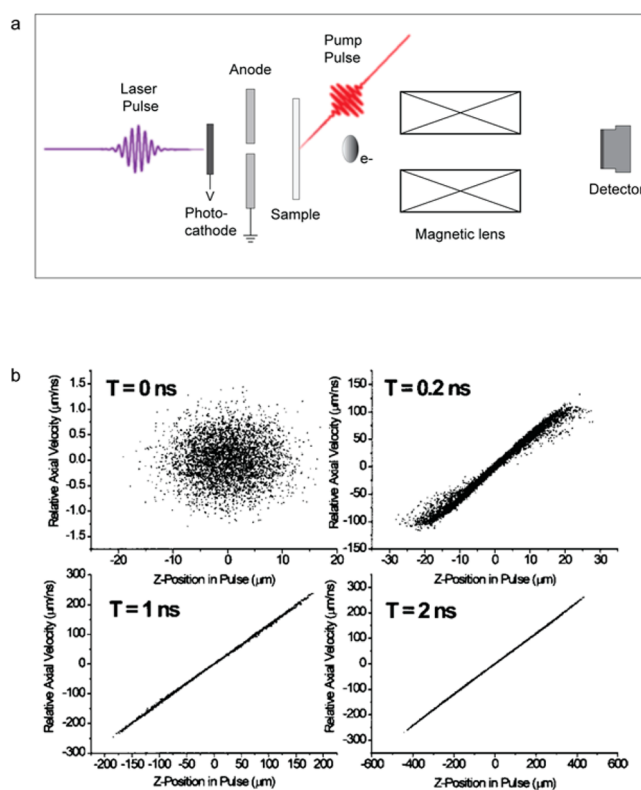 a
Laser
Pulse
Anode
Pump
Pulse
e-
V
Photo-
cathode
Sample
Magnetic lens
Detector
b
T = 0 ns
Relative Axial Velocity (μm/ns)
1.5
1.0
0.5
0.0
-0.5
-1.0
-1.5
-20
-10
0
10
20
Z-Position in Pulse (μm)
T = 0.2 ns
Relative Axial Velocity (μm/ns)
100
50
0
-50
-100
-150
-30
-20
-10
0
10
20
30
Z-Position in Pulse (μm)
T = 1 ns
Relative Axial Velocity (μm/ns)
300
200
100
0
-100
-200
-300
-200
-150
-100
-50
0
50
100
150
200
Z-Position in Pulse (μm)
T = 2 ns
Relative Axial Velocity (μm/ns)
300
200
100
0
-100
-200
-300
-600
-400
-200
0
200
400
600
Z-Position in Pulse (μm)